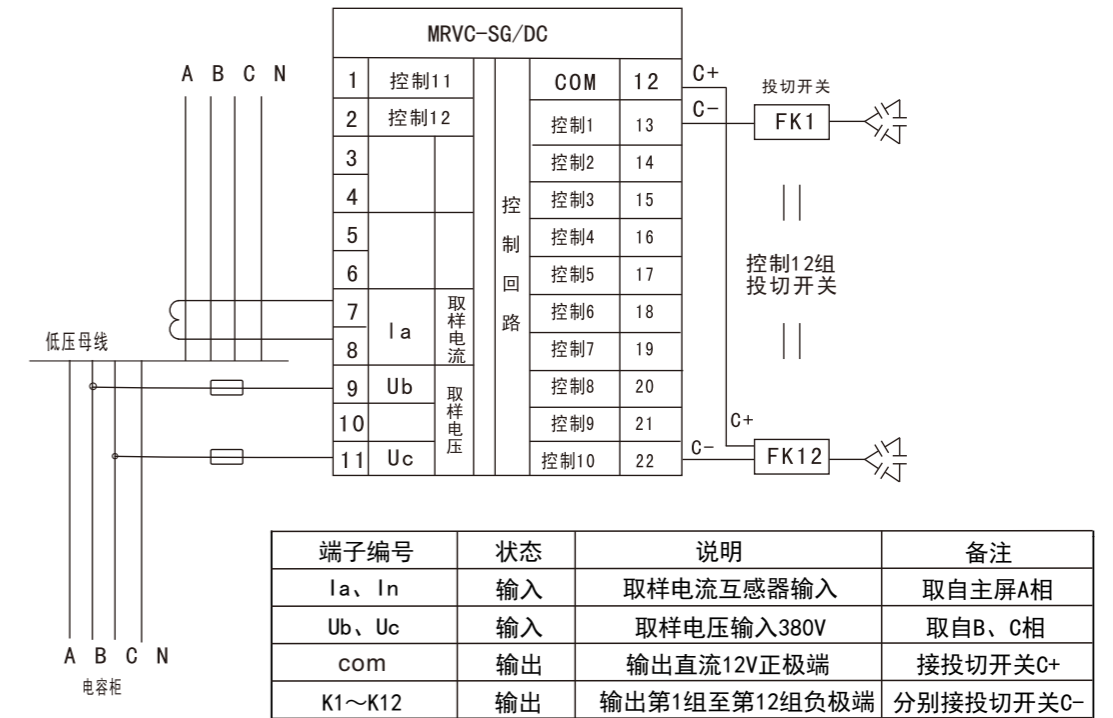 MRVC-SG/DC
A B C N
1 控制11 COM 12 C+
2 控制12 控制1 13 C-
投切开关
FK1
3 控制2 14
4 控制3 15
5 控制4 16
6 控制5 17
7 控制6 18
8 控制7 19
9 Ub 控制8 20
10 控制9 21
11 Uc 控制10 22
Ia
取样电流
取样电压
控制回路
控制12组
投切开关
C+
C-
FK12
低压母线
A B C N
电容柜
端子编号 状态 说明 备注
Ia、In 输入 取样电流互感器输入 取自主屏A相
Ub、Uc 输入 取样电压输入380V 取自B、C相
com 输出 输出直流12V正极端 接投切开关C+
K1~K12 输出 输出第1组至第12组负极端 分别接投切开关C-